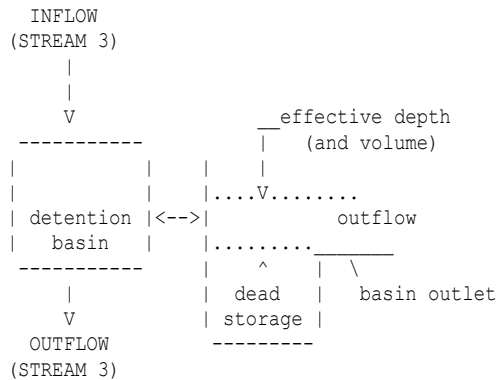 INFLOW
(STREAM 3)
effective depth
(and volume)
detention
basin
outflow
dead
storage
basin outlet
OUTFLOW
(STREAM 3)